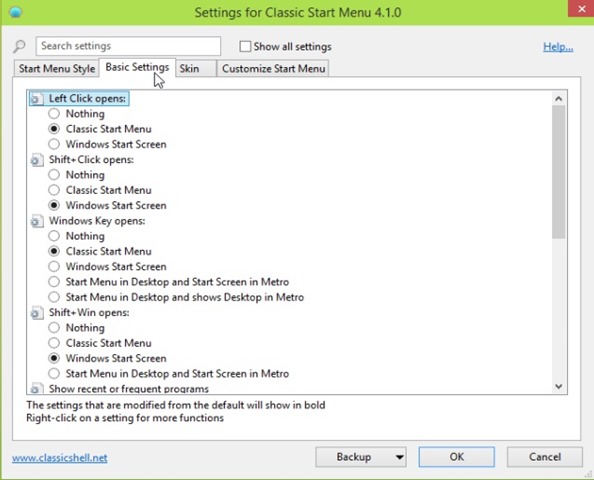 Settings for Classic Start Menu 4.1.0
Search settings
Show all settings
Help...
Start Menu Style
Basic Settings
Skin
Customize Start Menu
Left Click opens:
Nothing
Classic Start Menu
Windows Start Screen
Shift+Click opens:
Nothing
Classic Start Menu
Windows Start Screen
Windows Key opens:
Nothing
Classic Start Menu
Windows Start Screen
Start Menu in Desktop and Start Screen in Metro
Start Menu in Desktop and shows Desktop in Metro
Shift+Win opens:
Nothing
Classic Start Menu
Windows Start Screen
Start Menu in Desktop and Start Screen in Metro
Show recent or frequent programs
The settings that are modified from the default will show in bold
Right-click on a setting for more functions
www.classicshell.net
Backup
OK
Cancel